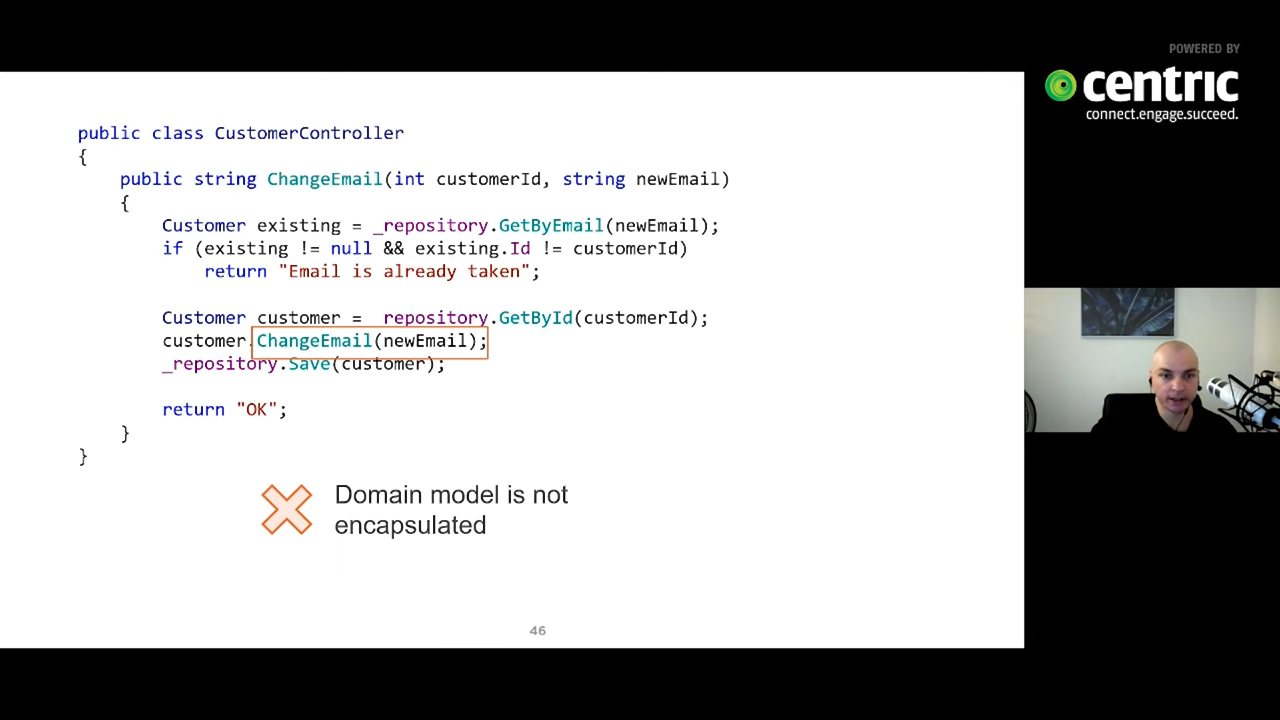 POWERED BY
centric
connect.engage.succeed.
public class CustomerController
{
public string ChangeEmail(int customerId, string newEmail)
{
Customer existing = _repository.GetByEmail(newEmail);
if (existing != null && existing.Id != customerId)
return "Email is already taken";
Customer customer = _repository.GetById(customerId);
customer.ChangeEmail(newEmail);
_repository.Save(customer);
return "OK";
}
}
Domain model is not
encapsulated
46